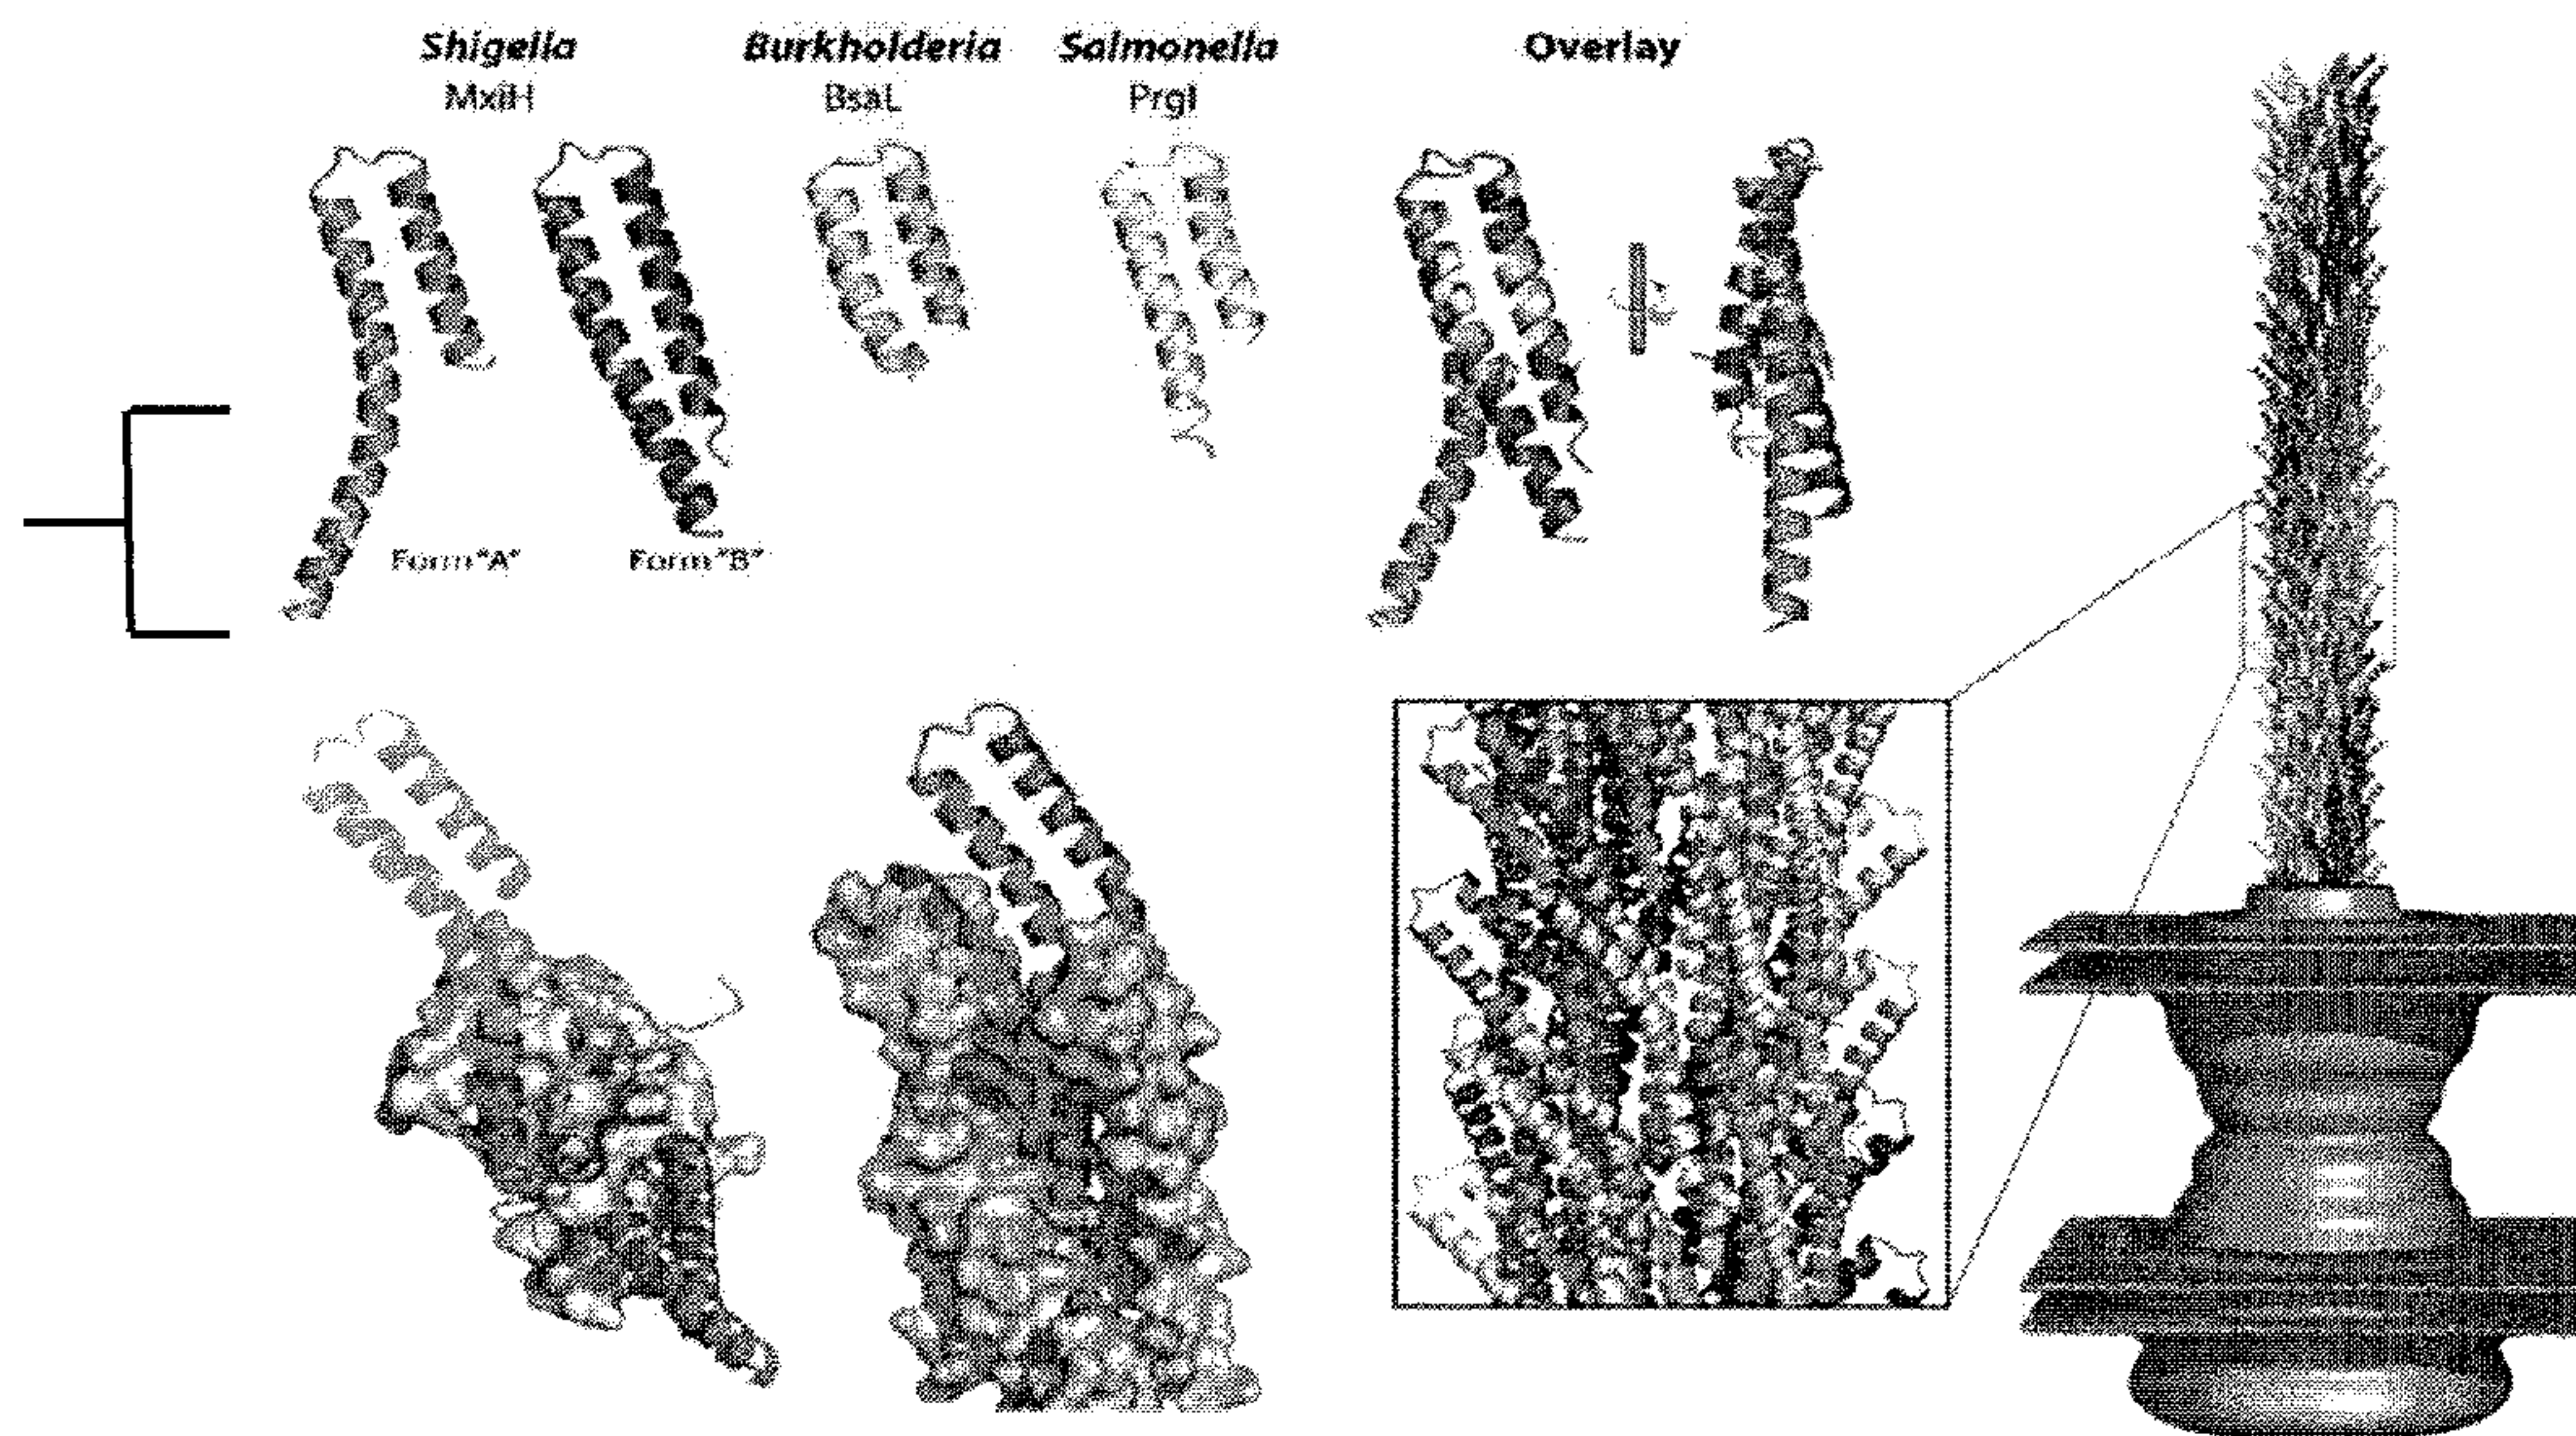 Shigella Burkholderia Salmonella Overlay
MxiH BsaL PrgI
Form "A" Form "B"